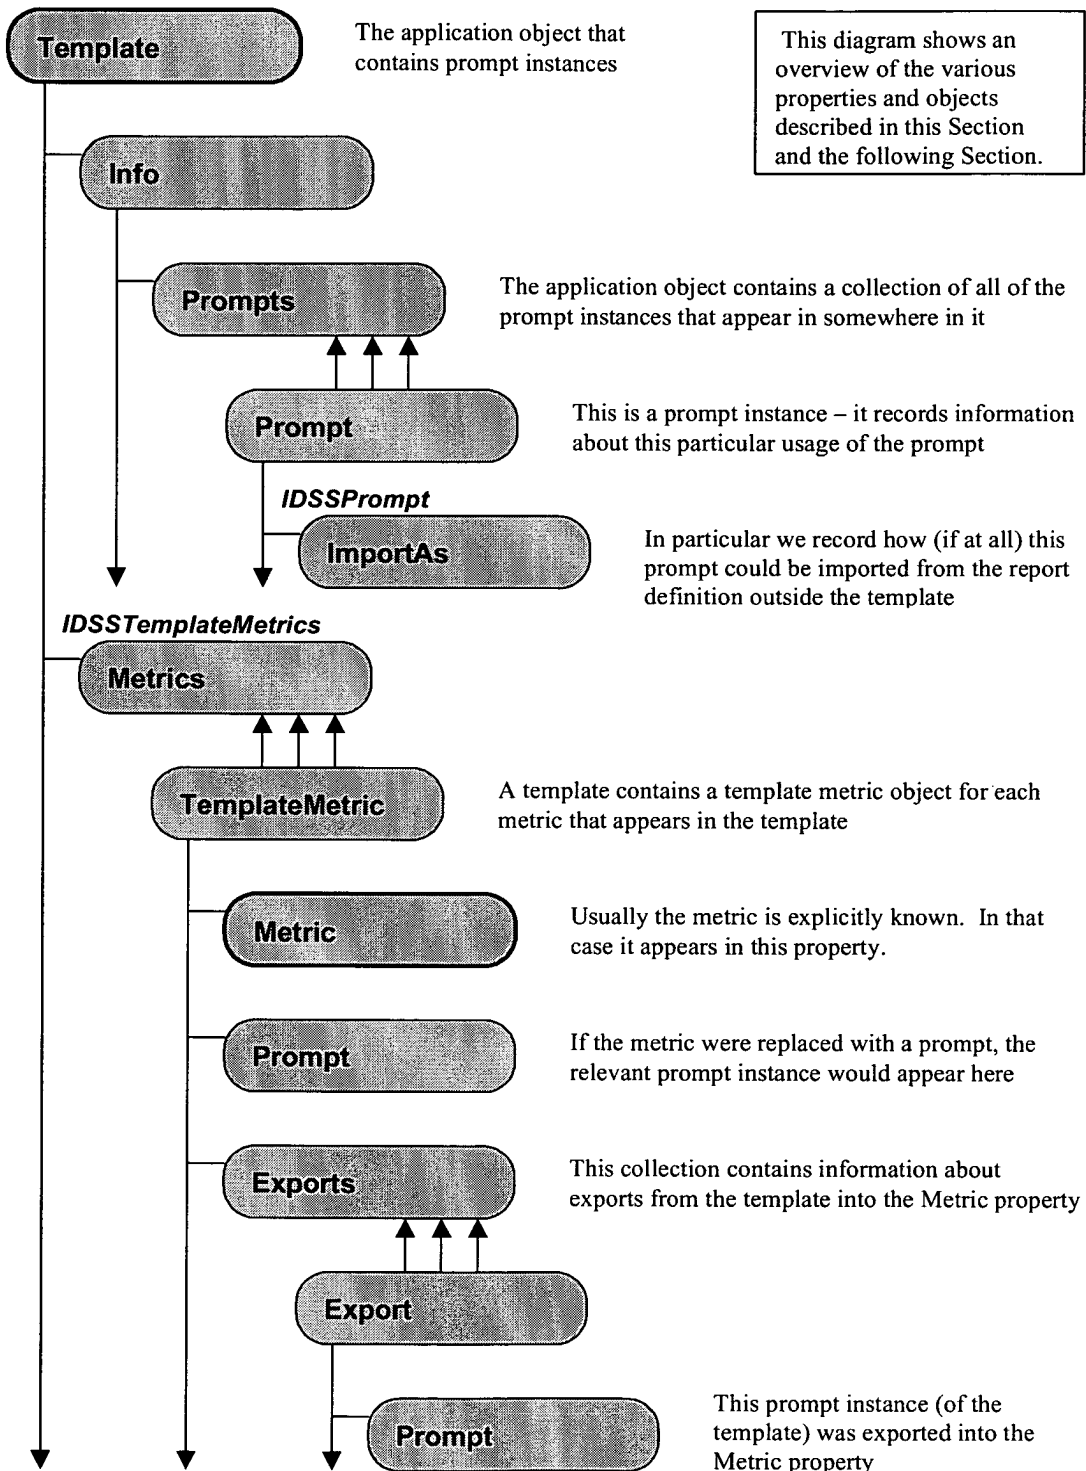 Template
The application object that
contains prompt instances
This diagram shows an
overview of the various
properties and objects
described in this Section
and the following Section.
Info
Prompts
The application object contains a collection of all of the
prompt instances that appear in somewhere in it
Prompt
This is a prompt instance – it records information
about this particular usage of the prompt
IDSSPrompt
ImportAs
In particular we record how (if at all) this
prompt could be imported from the report
definition outside the template
IDSSTemplateMetrics
Metrics
TemplateMetric
A template contains a template metric object for each
metric that appears in the template
Metric
Usually the metric is explicitly known. In that
case it appears in this property.
Prompt
If the metric were replaced with a prompt, the
relevant prompt instance would appear here
Exports
This collection contains information about
exports from the template into the Metric property
Export
Prompt
This prompt instance (of the
template) was exported into the
Metric property